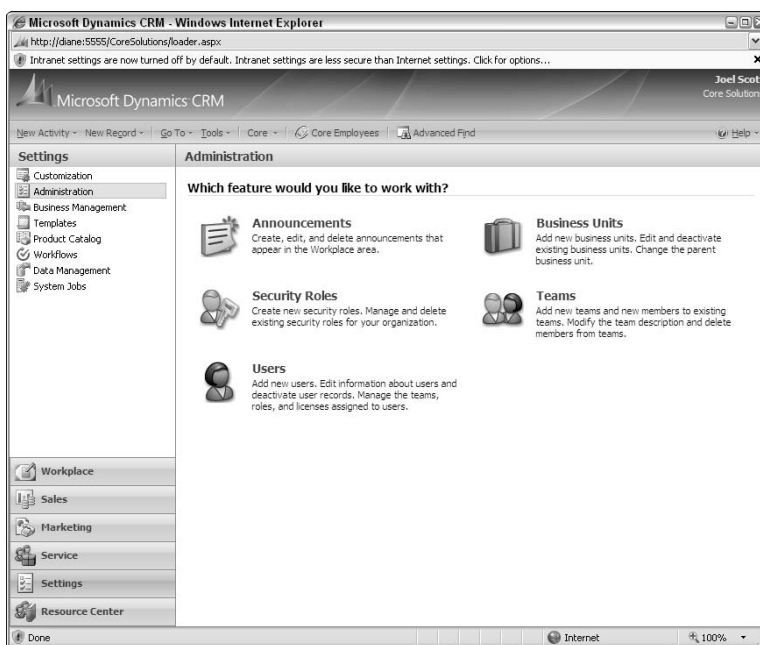 Microsoft Dynamics CRM - Windows Internet Explorer
http://diane:5555/CoreSolutions/loader.aspx
Intranet settings are now turned off by default. Intranet settings are less secure than Internet settings. Click for options...
Microsoft Dynamics CRM
Joel Scot
Core Solution
New Activity New Record Go To Tools Core Core Employees Advanced Find Help
Settings
Customization
Administration
Business Management
Templates
Product Catalog
Workflows
Data Management
System Jobs
Administration
Which feature would you like to work with?
Announcements
Create, edit, and delete announcements that
appear in the Workplace area.
Business Units
Add new business units. Edit and deactivate
existing business units. Change the parent
business unit.
Security Roles
Create new security roles. Manage and delete
existing security roles for your organization.
Teams
Add new teams and new members to existing
teams. Modify the team description and delete
members from teams.
Users
Add new users. Edit information about users and
deactivate user records. Manage the teams,
roles, and licenses assigned to users.
Workplace
Sales
Marketing
Service
Settings
Resource Center
Done Internet 100%